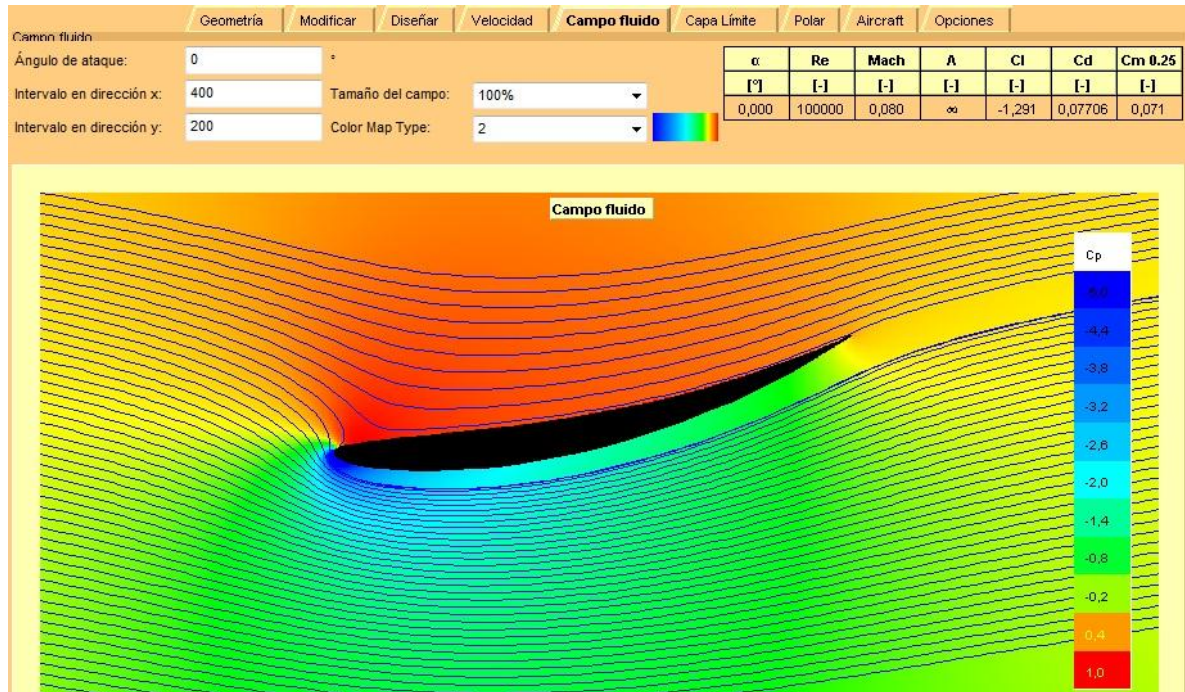 Geometría Modificar Diseñar Velocidad Campo fluido Capa Límite Polar Aircraft Opciones
Campo fluido
Ángulo de ataque: 0 °
Intervalo en dirección x: 400 Tamaño del campo: 100%
Intervalo en dirección y: 200 Color Map Type: 2
α Re Mach Λ Cl Cd Cm 0.25
[°] [-] [-] [-] [-] [-] [-]
0,000 100000 0,080 ∞ -1,291 0,07706 0,071
Campo fluido
Cp
-5,0
-4,4
-3,8
-3,2
-2,6
-2,0
-1,4
-0,8
-0,2
0,4
1,0